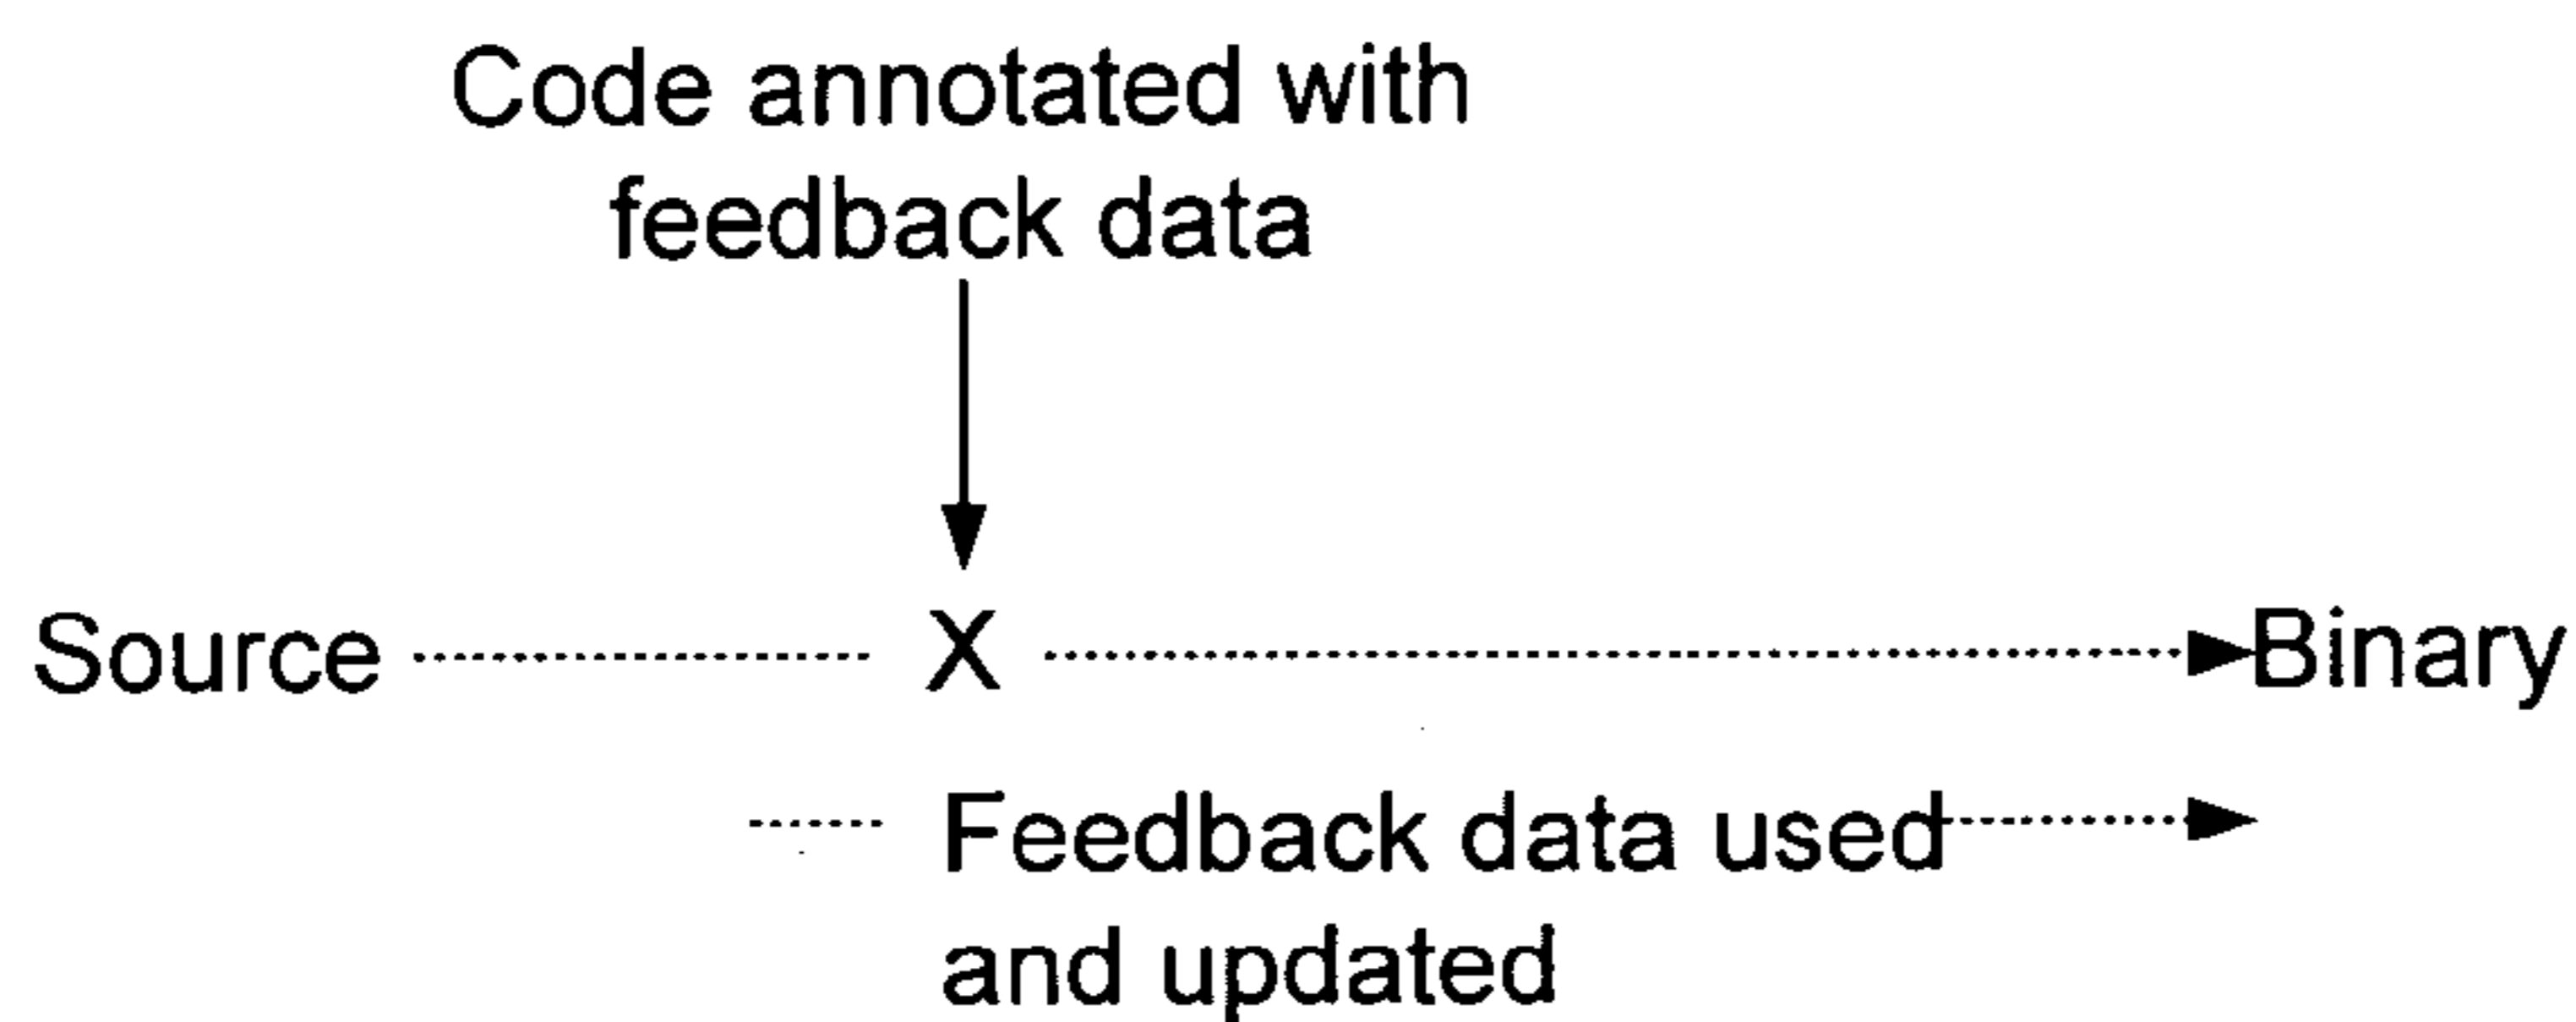 Code annotated with
feedback data
Source X Binary
Feedback data used
and updated